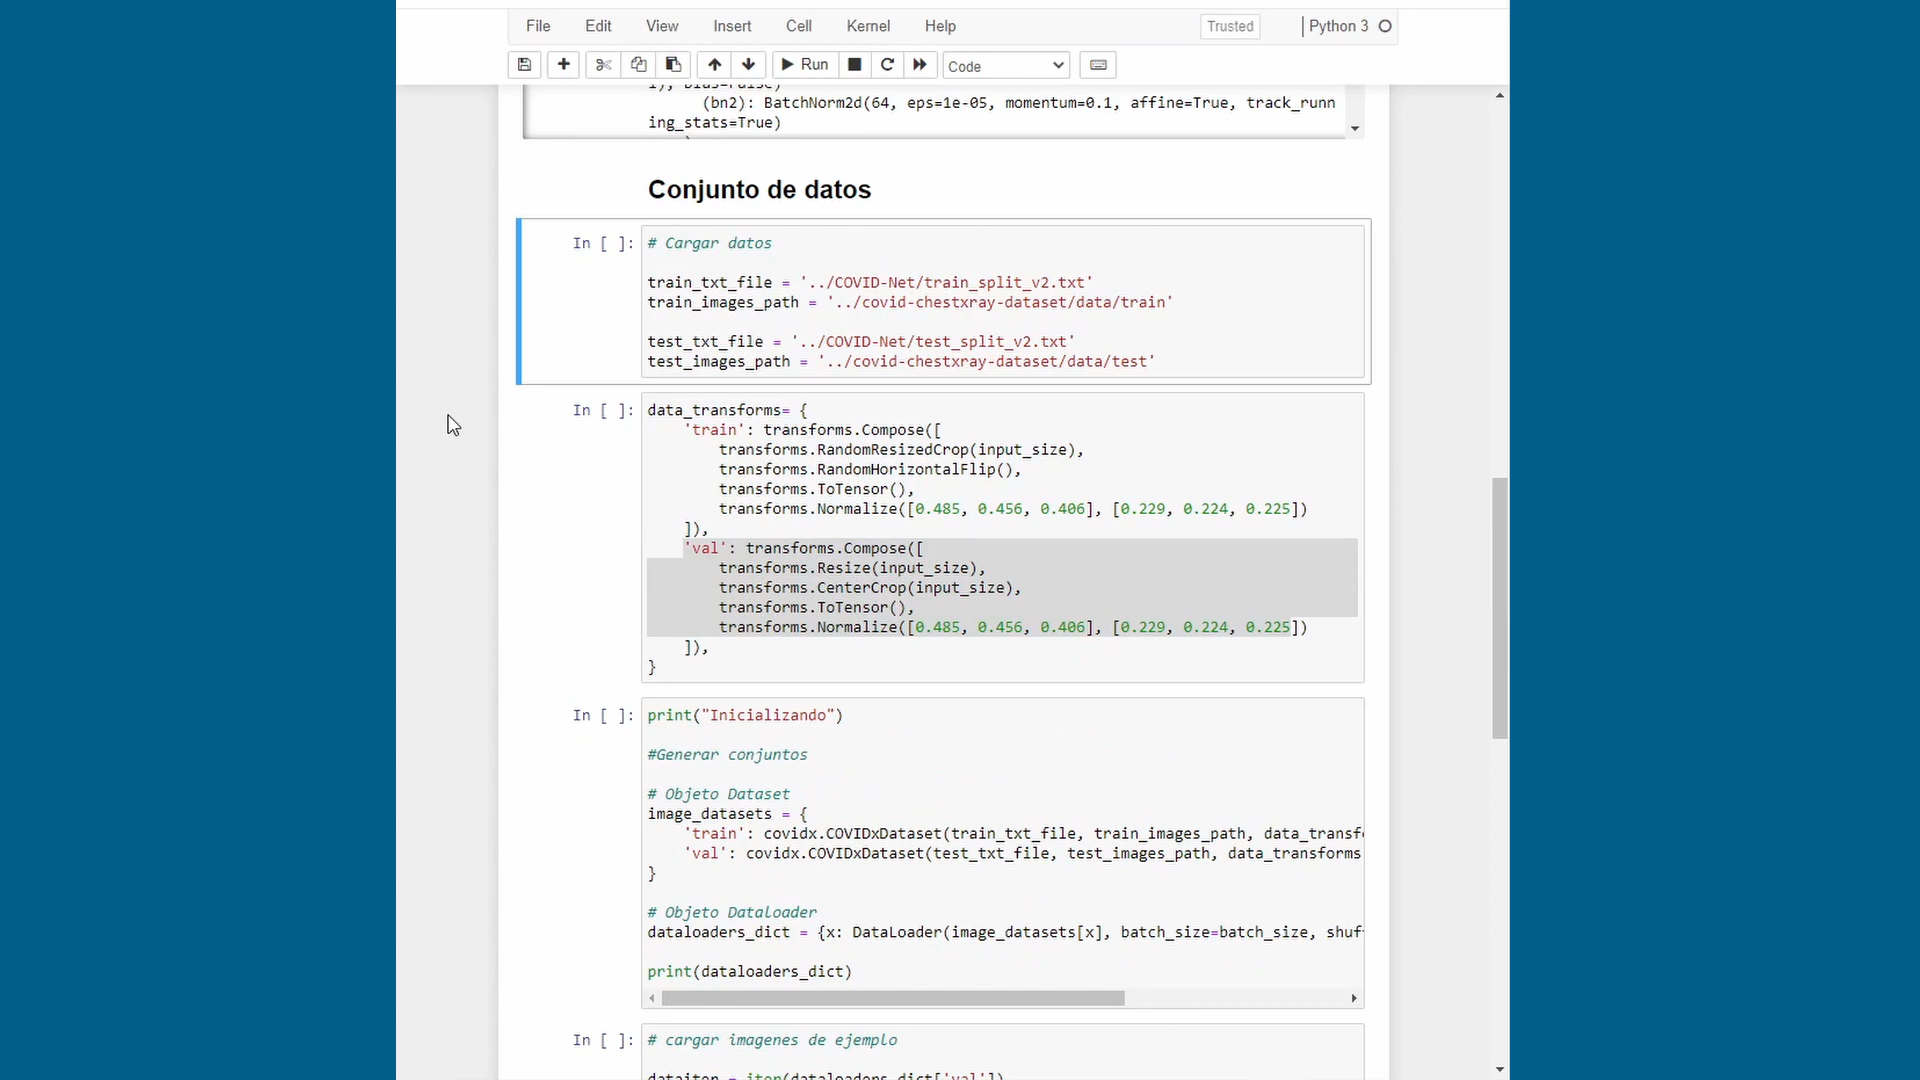 File Edit View Insert Cell Kernel Help Trusted Python 3
Run Code
(bn2): BatchNorm2d(64, eps=1e-05, momentum=0.1, affine=True, track_runn
ing_stats=True)
Conjunto de datos
In [ ]: # Cargar datos
train_txt_file = '../COVID-Net/train_split_v2.txt'
train_images_path = '../covid-chestxray-dataset/data/train'
test_txt_file = '../COVID-Net/test_split_v2.txt'
test_images_path = '../covid-chestxray-dataset/data/test'
In [ ]: data_transforms= {
'train': transforms.Compose([
transforms.RandomResizedCrop(input_size),
transforms.RandomHorizontalFlip(),
transforms.ToTensor(),
transforms.Normalize([0.485, 0.456, 0.406], [0.229, 0.224, 0.225])
]),
'val': transforms.Compose([
transforms.Resize(input_size),
transforms.CenterCrop(input_size),
transforms.ToTensor(),
transforms.Normalize([0.485, 0.456, 0.406], [0.229, 0.224, 0.225])
]),
}
In [ ]: print("Inicializando")
#Generar conjuntos
# Objeto Dataset
image_datasets = {
'train': covidx.COVIDxDataset(train_txt_file, train_images_path, data_transf
'val': covidx.COVIDxDataset(test_txt_file, test_images_path, data_transforms
}
# Objeto Dataloader
dataloaders_dict = {x: DataLoader(image_datasets[x], batch_size=batch_size, shuf
print(dataloaders_dict)
In [ ]: # cargar imagenes de ejemplo
dataiter = iter(dataloaders_dict['val'])